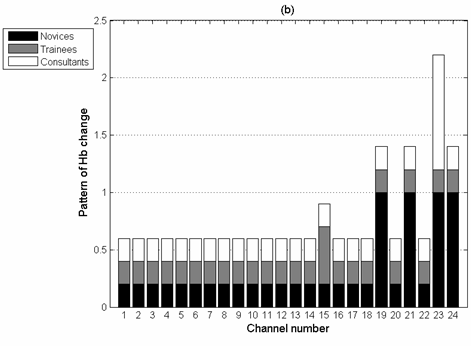 (b)
Novices
Trainees
Consultants
Pattern of Hb change
2.5
2
1.5
1
0.5
0
1 2 3 4 5 6 7 8 9 10 11 12 13 14 15 16 17 18 19 20 21 22 23 24
Channel number